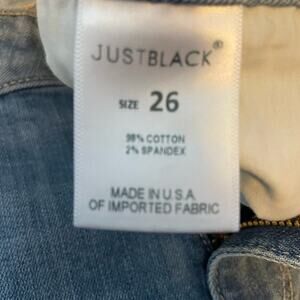 JUSTBLACK®
SIZE 26
98% COTTON
2% SPANDEX
MADE IN U.S.A.
OF IMPORTED FABRIC